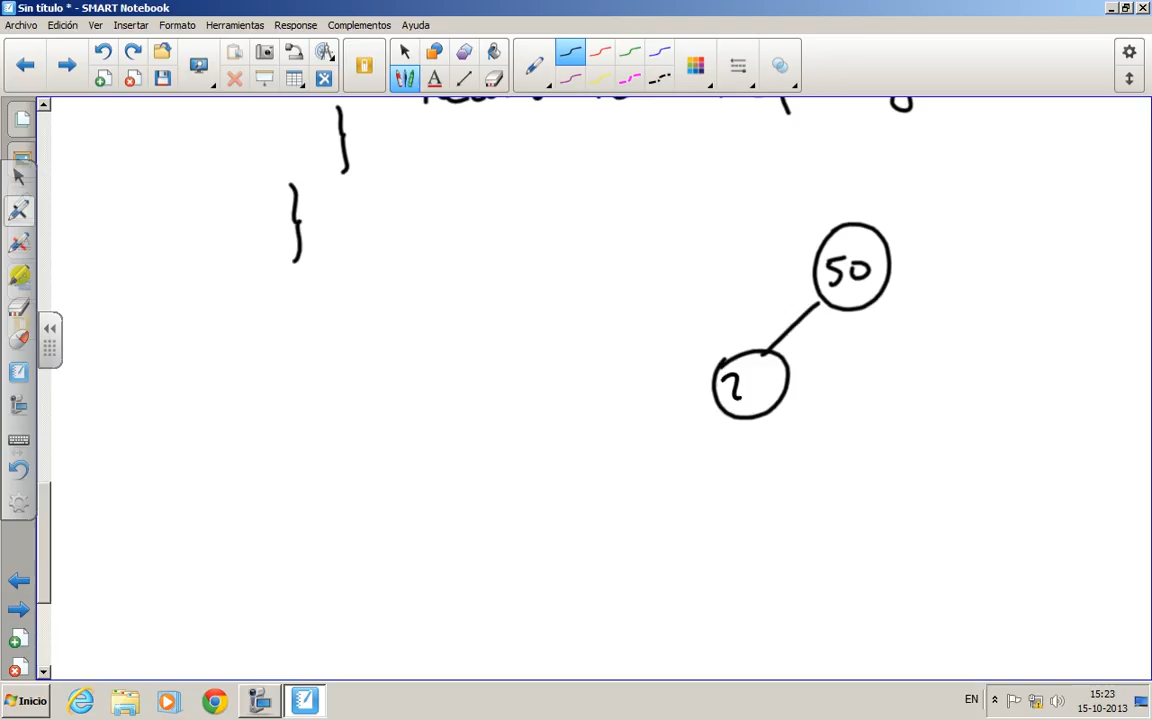 Sin título * - SMART Notebook
Archivo Edición Ver Insertar Formato Herramientas Response Complementos Ayuda
}
}
50
2
Inicio
EN
15:23
15-10-2013